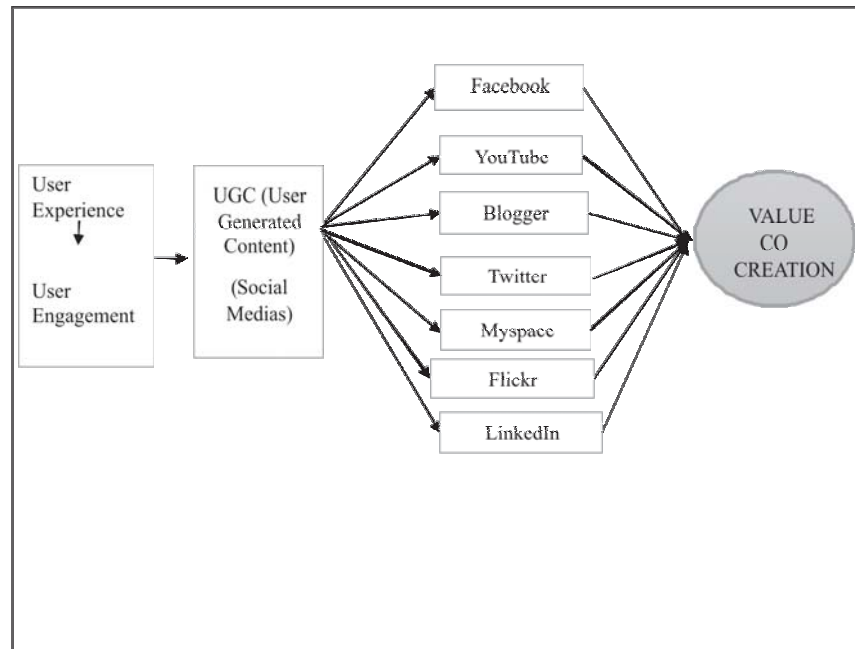 User
Experience
User
Engagement
UGC (User
Generated
Content)
(Social
Medias)
Facebook
YouTube
Blogger
Twitter
Myspace
Flickr
LinkedIn
VALUE
CO
CREATION